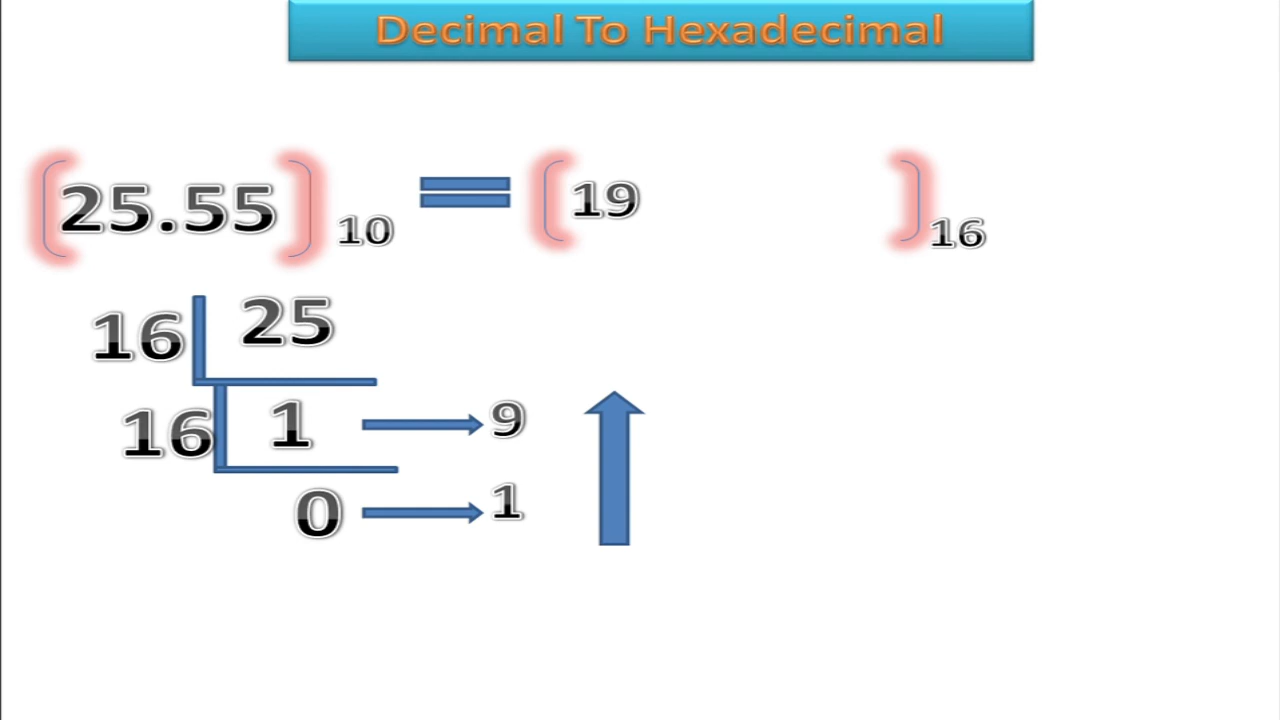 Decimal To Hexadecimal
(25.55)10 = (19 )16
16 25
16 1 → 9
0 → 1